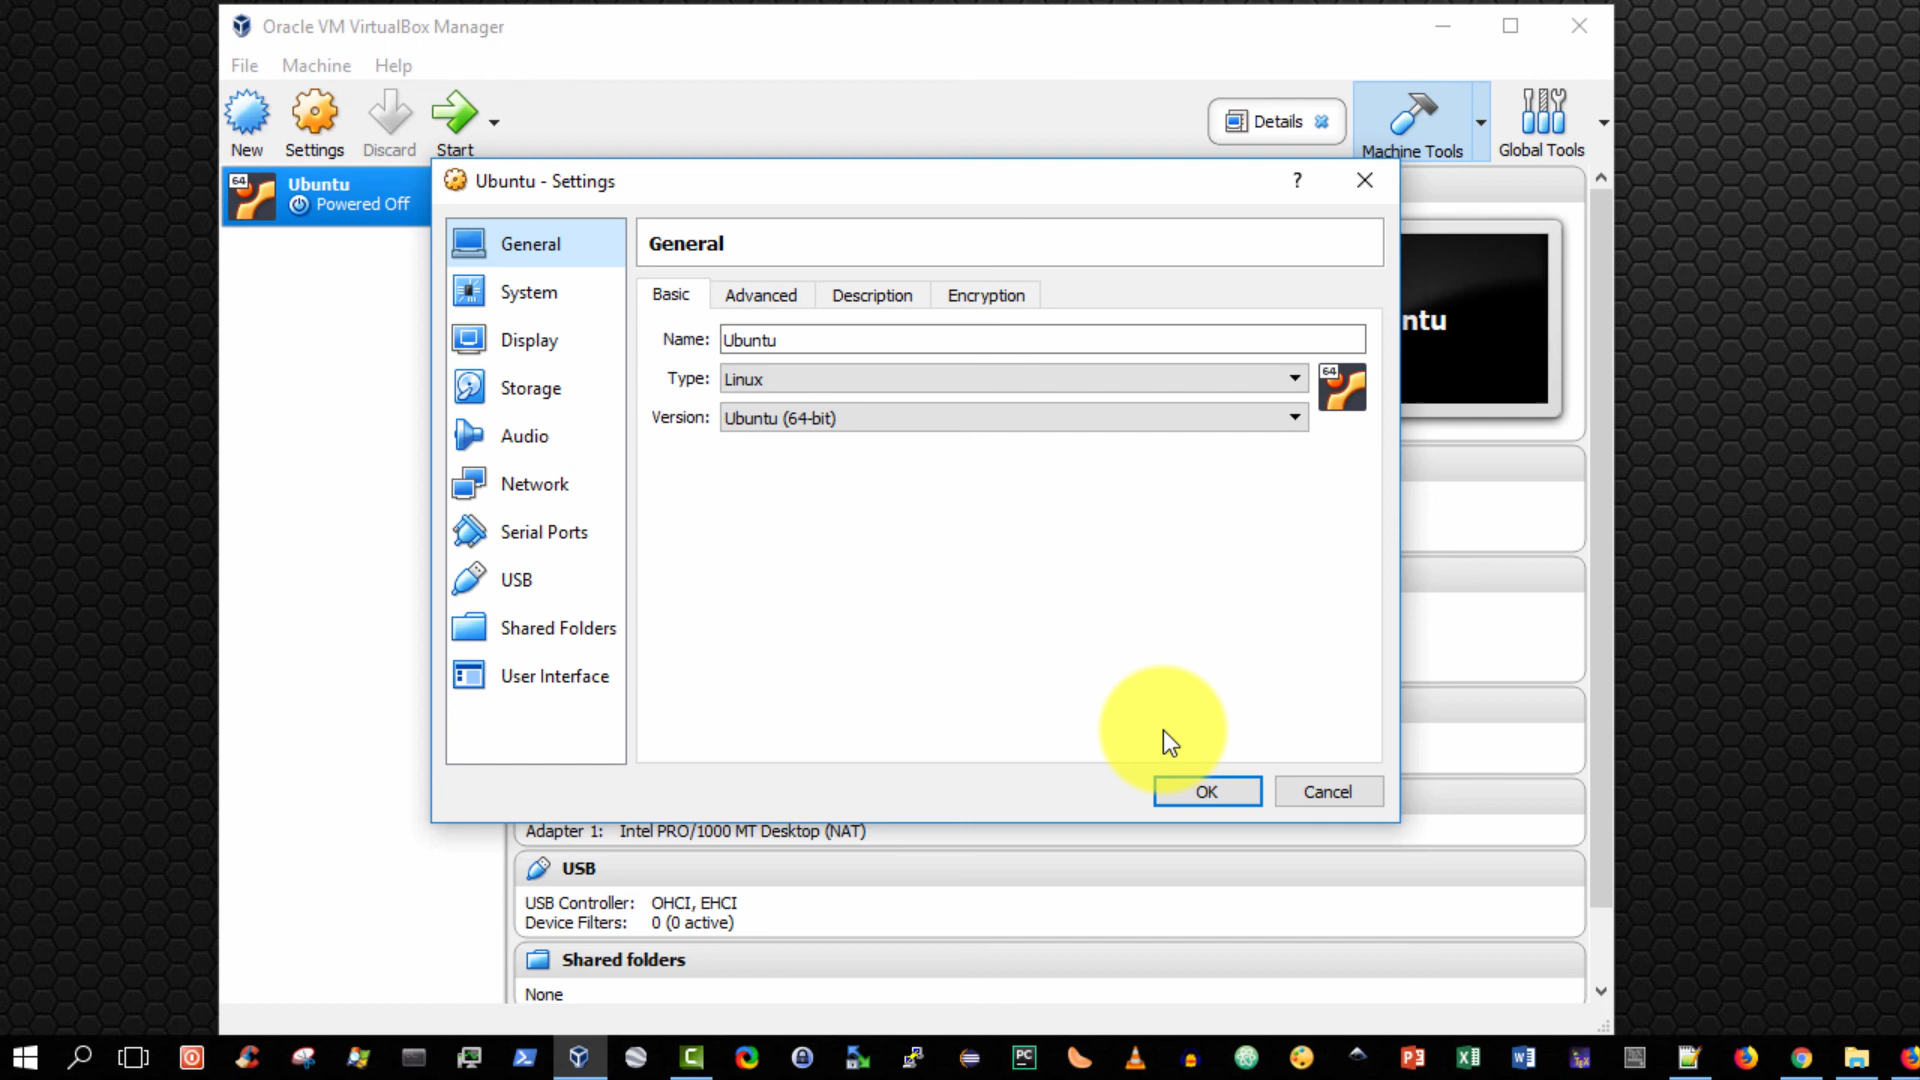 Oracle VM VirtualBox Manager
File Machine Help
New Settings Discard Start
Details
Machine Tools
Global Tools
64
Ubuntu
Powered Off
Ubuntu - Settings
?
General
System
Display
Storage
Audio
Network
Serial Ports
USB
Shared Folders
User Interface
General
Basic Advanced Description Encryption
Name: Ubuntu
Type: Linux
Version: Ubuntu (64-bit)
64
ntu
OK Cancel
Adapter 1: Intel PRO/1000 MT Desktop (NAT)
USB
USB Controller: OHCI, EHCI
Device Filters: 0 (0 active)
Shared folders
None